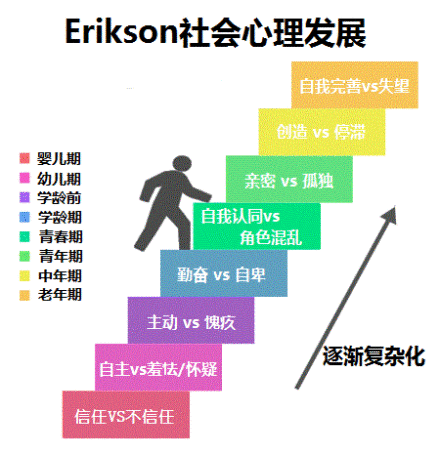 Erikson社会心理发展
自我完善vs失望
创造 vs 停滞
亲密 vs 孤独
自我认同vs
角色混乱
勤奋 vs 自卑
主动 vs 愧疚
自主vs羞怯/怀疑
信任VS不信任
婴儿期
幼儿期
学龄前
学龄期
青春期
青年期
中年期
老年期
逐渐复杂化